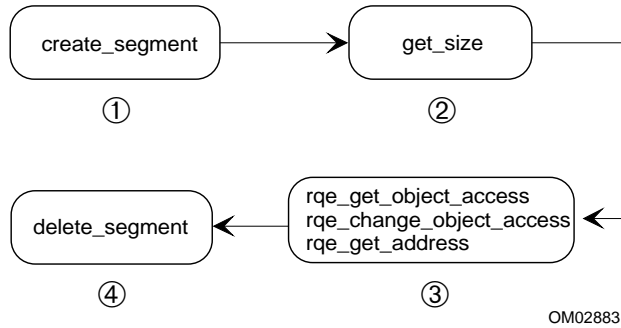 create_segment
get_size
①
②
rqe_get_object_access
rqe_change_object_access
rqe_get_address
delete_segment
④
③
OM02883